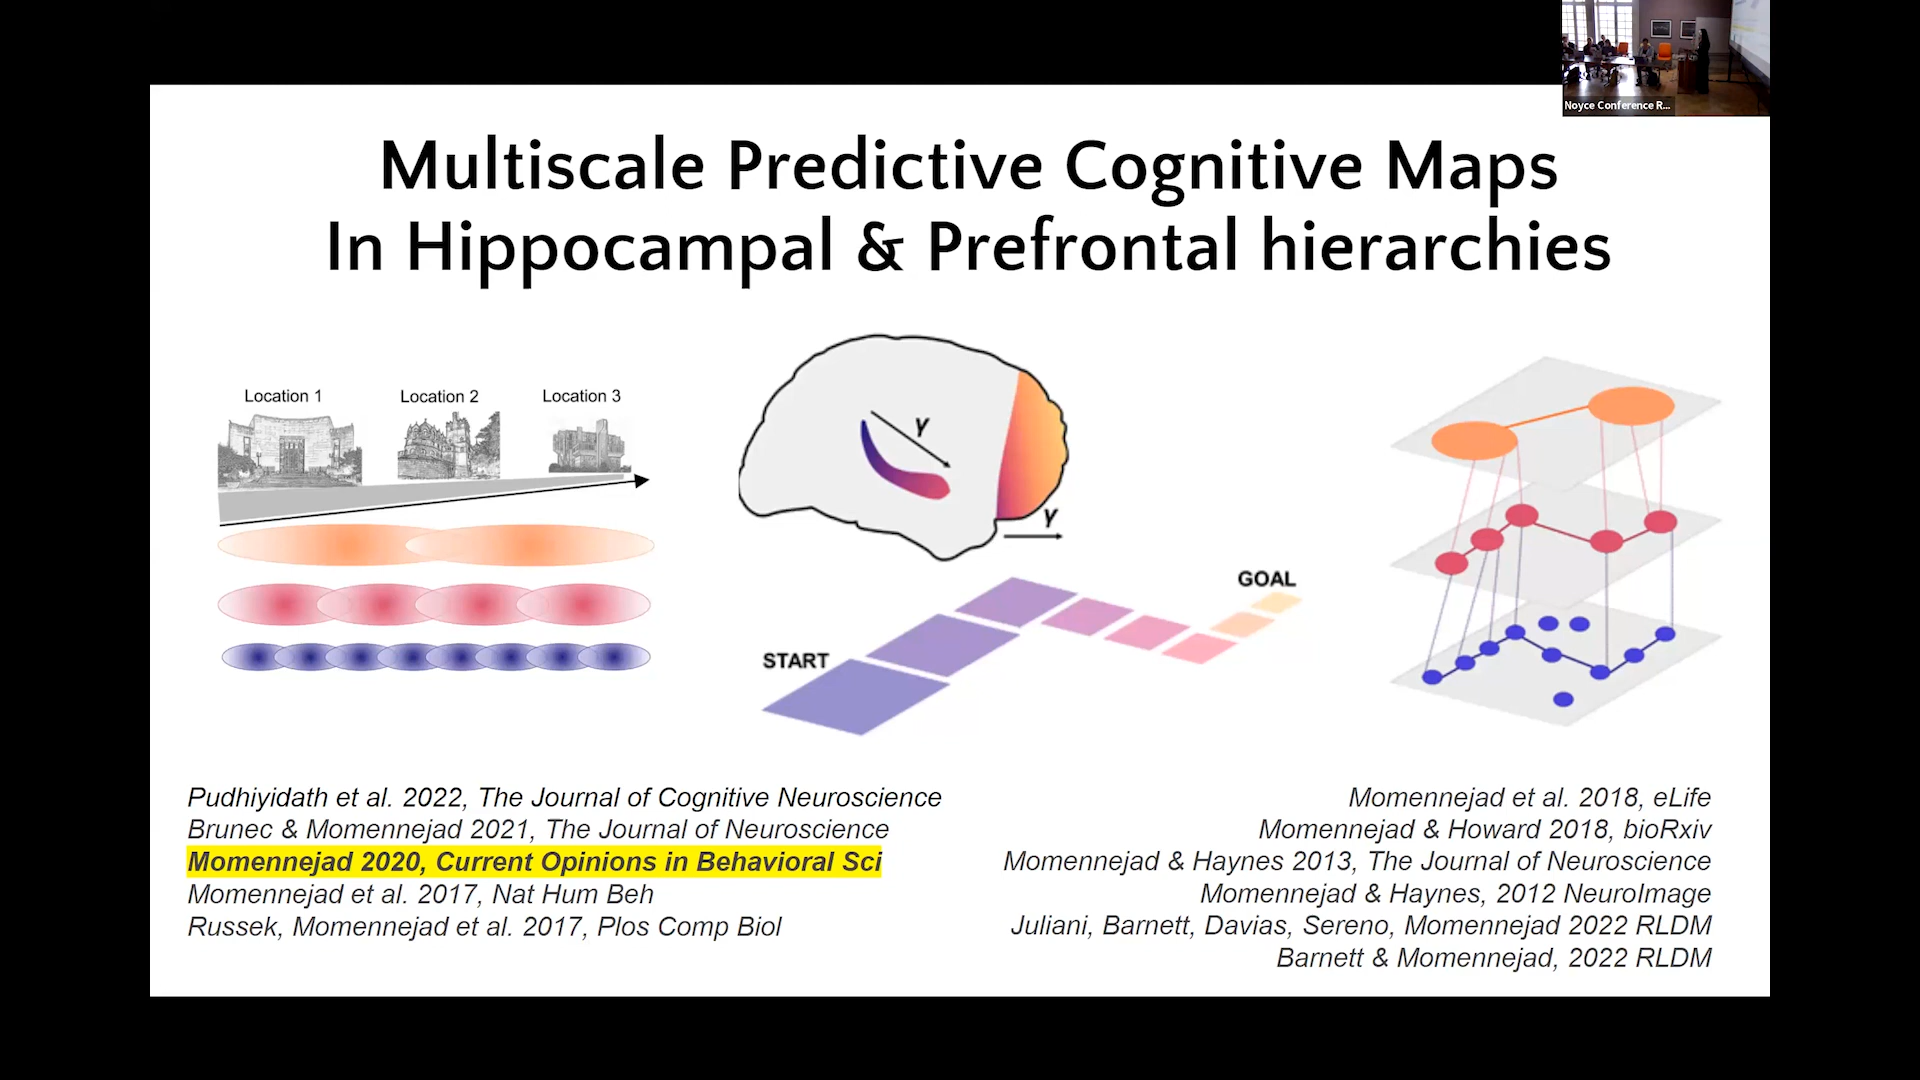 Noyce Conference R...
Multiscale Predictive Cognitive Maps
In Hippocampal & Prefrontal hierarchies
Location 1
Location 2
Location 3
γ
γ
START
GOAL
Pudhiyidath et al. 2022, The Journal of Cognitive Neuroscience
Brunec & Momennejad 2021, The Journal of Neuroscience
Momennejad 2020, Current Opinions in Behavioral Sci
Momennejad et al. 2017, Nat Hum Beh
Russek, Momennejad et al. 2017, Plos Comp Biol
Momennejad et al. 2018, eLife
Momennejad & Howard 2018, bioRxiv
Momennejad & Haynes 2013, The Journal of Neuroscience
Momennejad & Haynes, 2012 NeuroImage
Juliani, Barnett, Davias, Sereno, Momennejad 2022 RLDM
Barnett & Momennejad, 2022 RLDM